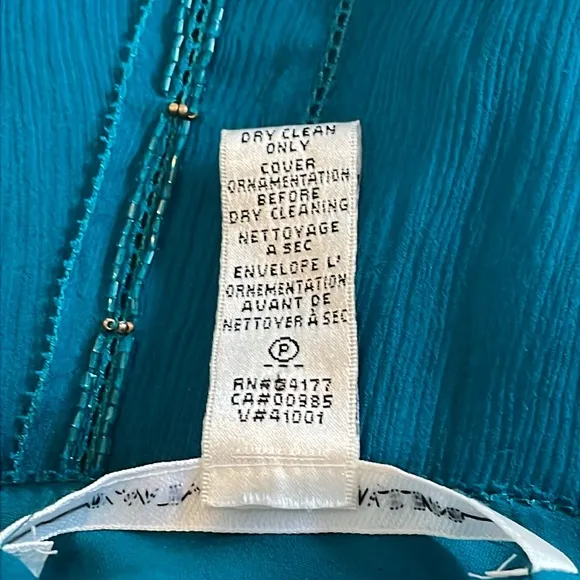 DRY CLEAN
ONLY
COVER
ORNAMENTATION
BEFORE
DRY CLEANING
NETTOYAGE
A SEC
ENVELOPE L'
ORNEMENTATION
AVANT DE
NETTOYER À SEC
P
RN#54177
CA#00985
V#41001